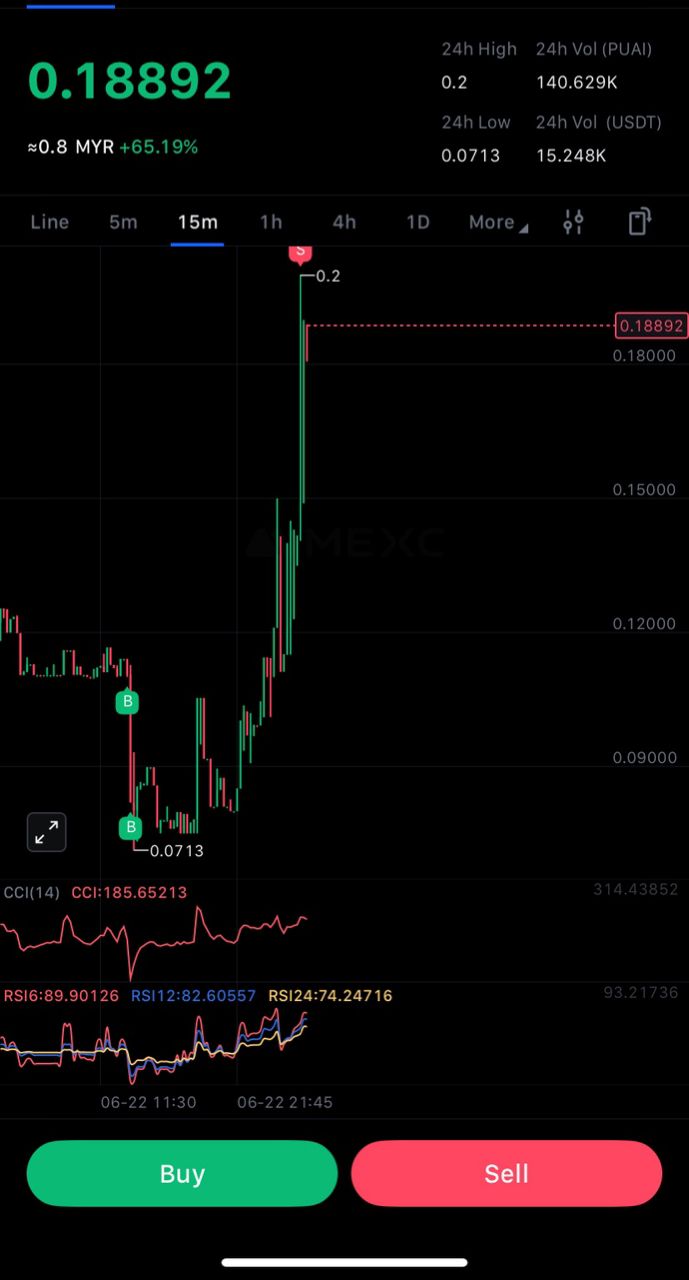 0.18892
24h High 24h Vol (PUAI)
0.2 140.629K
≈0.8 MYR +65.19%
24h Low 24h Vol (USDT)
0.0713 15.248K
Line 5m 15m 1h 4h 1D More
S
0.2
0.18892
0.18000
0.15000
MEXC
0.12000
B
0.09000
B
0.0713
CCI(14) CCI:185.65213 314.43852
RSI6:89.90126 RSI12:82.60557 RSI24:74.24716 93.21736
06-22 11:30 06-22 21:45
Buy Sell